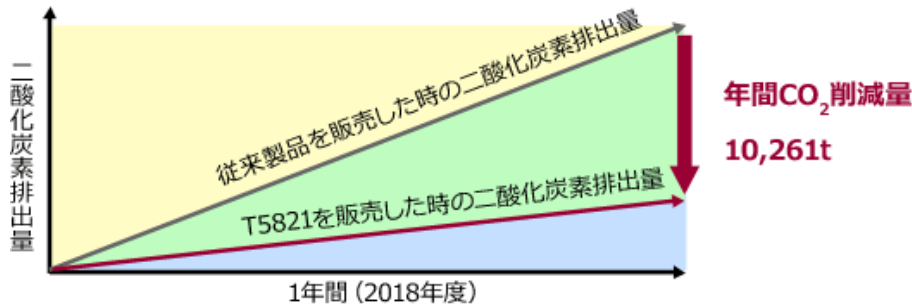 二酸化炭素排出量
従来製品を販売した時の二酸化炭素排出量
T5821を販売した時の二酸化炭素排出量
年間CO₂削減量
10,261t
1年間（2018年度）